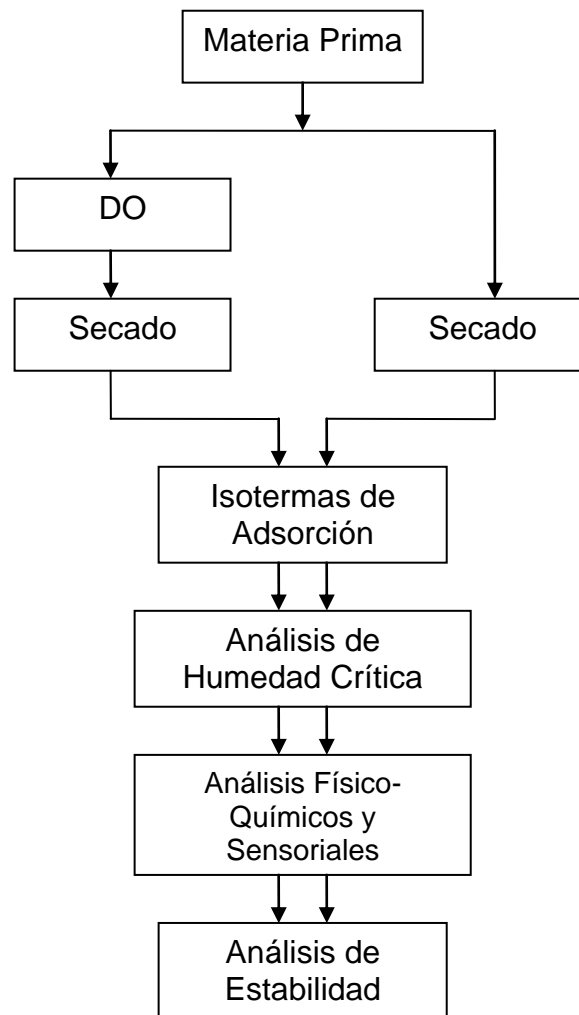 Materia Prima
DO
Secado
Secado
Isotermas de
Adsorción
Análisis de
Humedad Crítica
Análisis Físico-
Químicos y
Sensoriales
Análisis de
Estabilidad